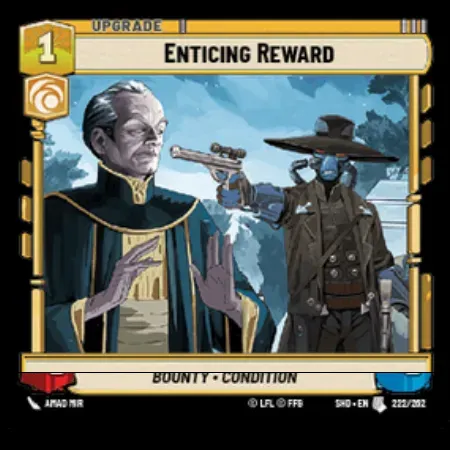 UPGRADE
1
ENTICING REWARD
BOUNTY • CONDITION
AMAD MIR
© LFL © FFG
SHD • EN
222/262